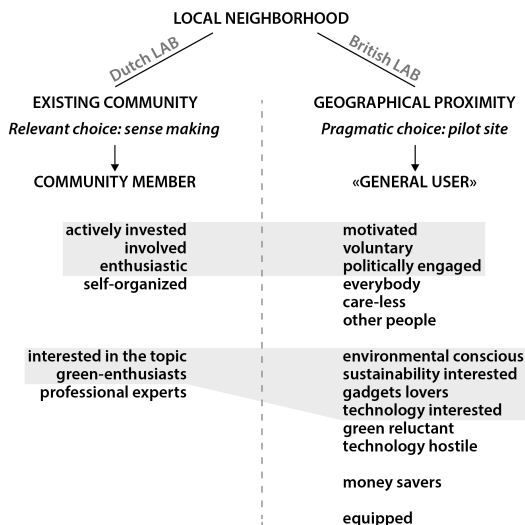 LOCAL NEIGHBORHOOD
Dutch LAB
British LAB
EXISTING COMMUNITY
Relevant choice: sense making
COMMUNITY MEMBER
actively invested
involved
enthusiastic
self-organized
interested in the topic
green-enthusiasts
professional experts
GEOGRAPHICAL PROXIMITY
Pragmatic choice: pilot site
«GENERAL USER»
motivated
voluntary
politically engaged
everybody
care-less
other people
environmental conscious
sustainability interested
gadgets lovers
technology interested
green reluctant
technology hostile
money savers
equipped